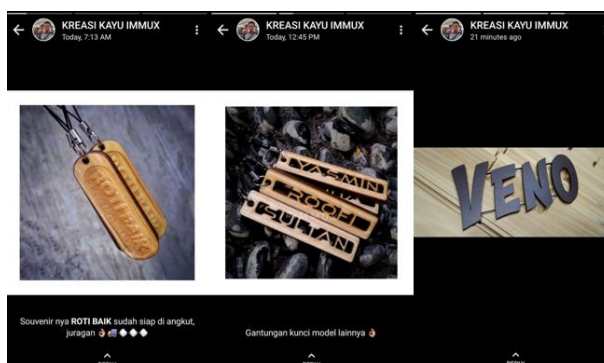 KREASI KAYU IMMUX
Today, 7:13 AM
ROTI BAIK
Souvenir nya ROTI BAIK sudah siap di angkut,
juragan
KREASI KAYU IMMUX
Today, 12:45 PM
YASMIN
ROOFI
SULTAN
Gantungan kunci model lainnya
KREASI KAYU IMMUX
21 minutes ago
VENO